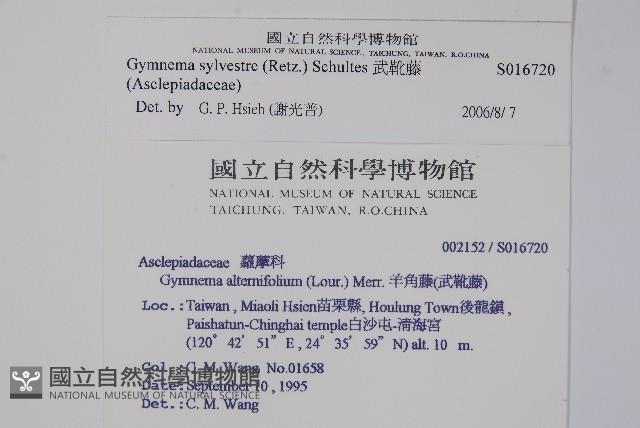 國立自然科學博物館
NATIONAL MUSEUM OF NATURAL SCIENCE, TAICHUNG, TAIWAN, R.O.CHINA
Gymnema sylvestre (Retz.) Schultes 武靴藤 S016720
(Asclepiadaceae)
Det. by G. P. Hsieh (謝光普) 2006/8/ 7
國立自然科學博物館
NATIONAL MUSEUM OF NATURAL SCIENCE
TAICHUNG, TAIWAN, R.O.CHINA
002152 / S016720
Asclepiadaceae 蘿藦科
Gymnema alternifolium (Lour.) Merr. 羊角藤(武靴藤)
Loc.:Taiwan , Miaoli Hsien苗栗縣, Houlung Town後龍鎮 ,
Paishatun-Chinghai temple白沙屯-清海宮
(120° 42' 51" E , 24° 35' 59" N) alt. 10 m.
Col.:C. M. Wang No.01658
Date:September 10 , 1995
Det.:C. M. Wang
國立自然科學博物館
NATIONAL MUSEUM OF NATURAL SCIENCE